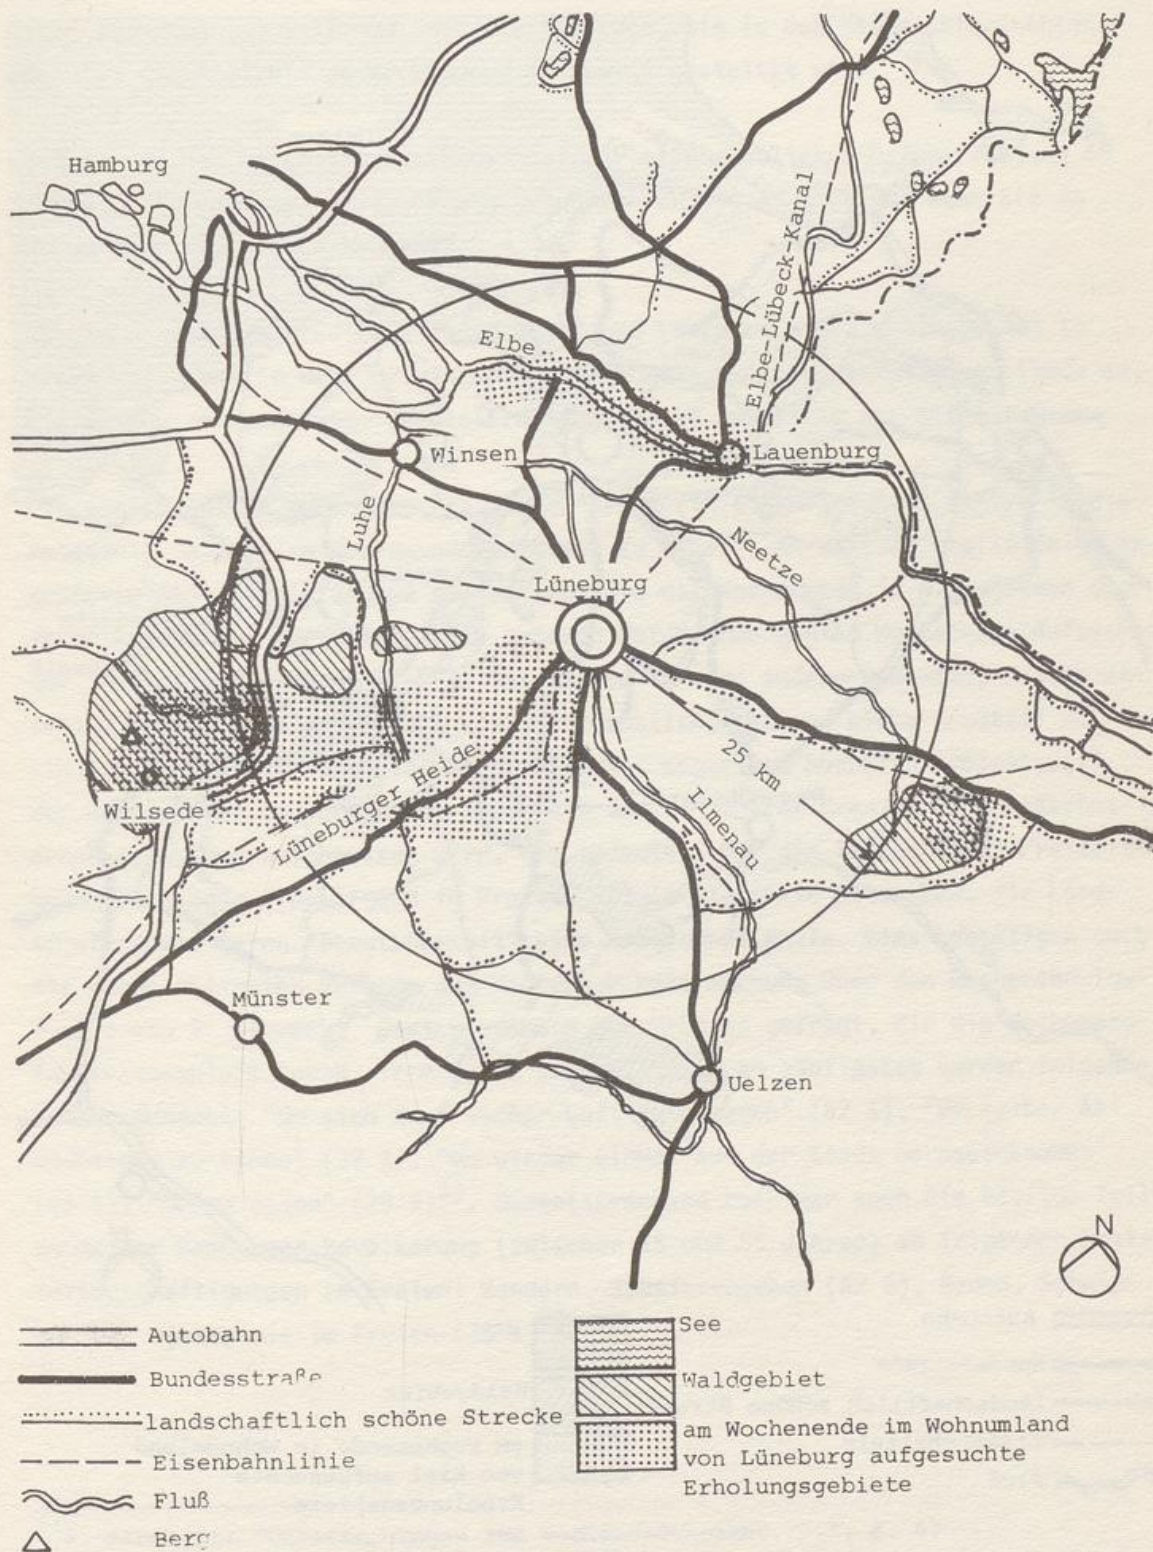 Hamburg
Elbe-Lübeck-Kanal
Elbe
Winsen
Lauenburg
Luhe
Neetze
Lüneburg
25 km
Wilsede
Lüneburger Heide
Ilmenau
Münster
Uelzen
N
Autobahn
Bundesstraße
landschaftlich schöne Strecke
Eisenbahnlinie
Fluß
Berg
See
Waldgebiet
am Wochenende im Wohnumland
von Lüneburg aufgesuchte
Erholungsgebiete